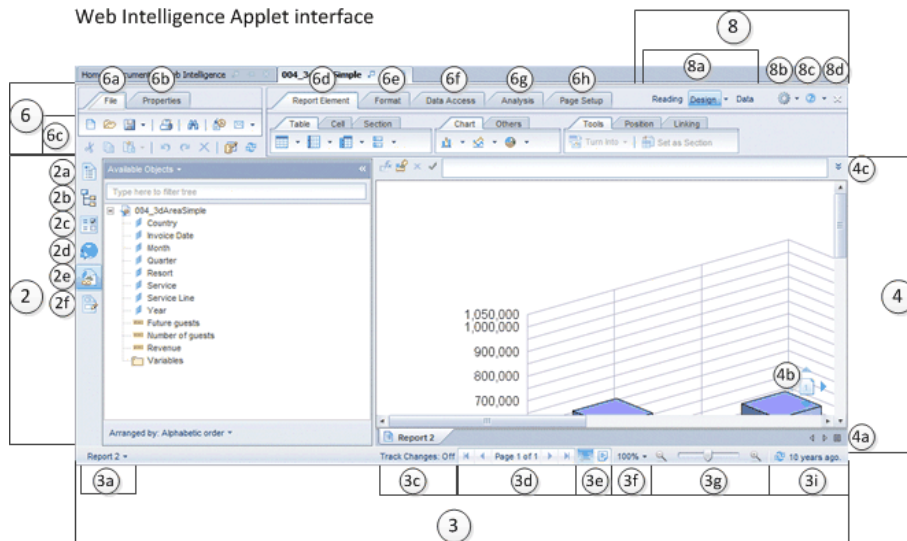 Web Intelligence Applet interface
8
8a
8b 8c 8d
6a 6b 6d 6e 6f 6g 6h
File Properties
Report Element Format Data Access Analysis Page Setup
Reading Design Data
6
6c
Table Cell Section
Chart Others
Tools Position Linking
Turn Into Set as Section
2a
Available Objects
4c
2b
Type here to filter tree
2c
004_3dAreaSimple
Country
Invoice Date
2d
Month
Quarter
2e
Resort
Service
2
2f
Service Line
Year
Future guests
Number of guests
Revenue
Variables
4
1,050,000
1,000,000
900,000
800,000
700,000
4b
Arranged by: Alphabetic order
Report 2
4a
Report 2
Track Changes: Off Page 1 of 1 100% 10 years ago.
3a 3c 3d 3e 3f 3g 3i
3